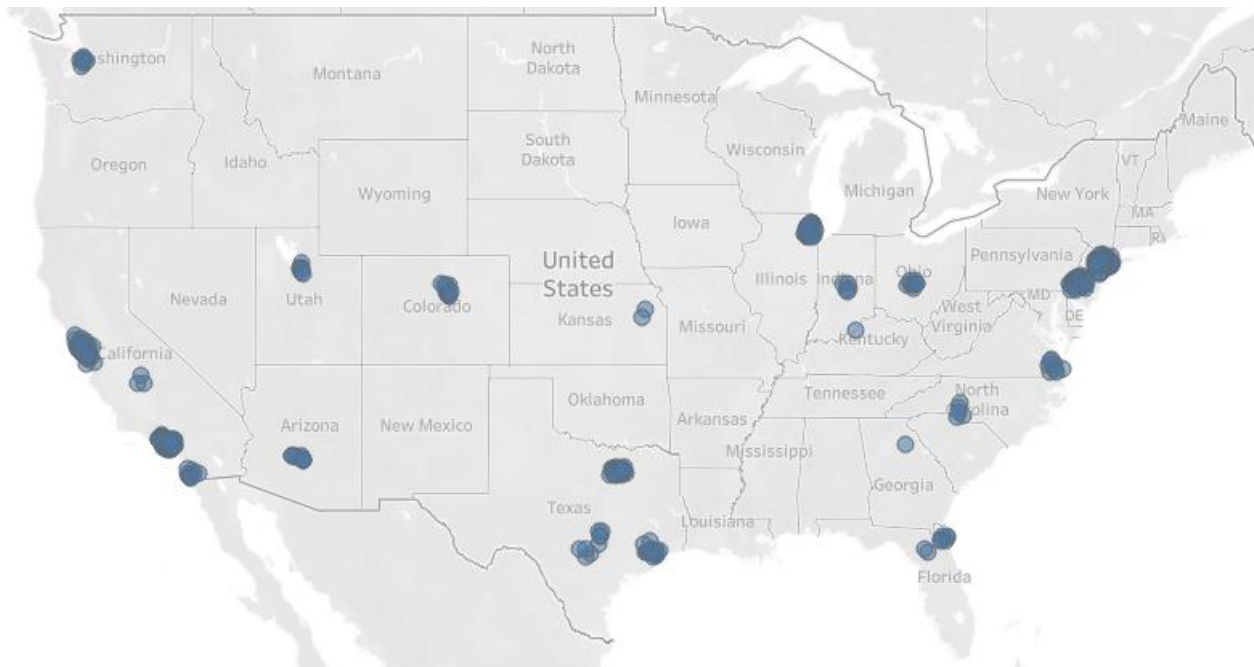 shington
Montana
North
Dakota
Minnesota
Maine
Oregon
Idaho
South
Dakota
Wisconsin
VT
Wyoming
Michigan
New York
MA
Iowa
RI
Nevada
Utah
Colorado
United
States
Illinois
Indiana
Ohio
Pennsylvania
Kansas
Missouri
West
Virginia
MD
DE
California
Kentucky
Arizona
New Mexico
Oklahoma
Arkansas
Tennessee
North
Carolina
Mississippi
Georgia
Texas
Louisiana
Florida